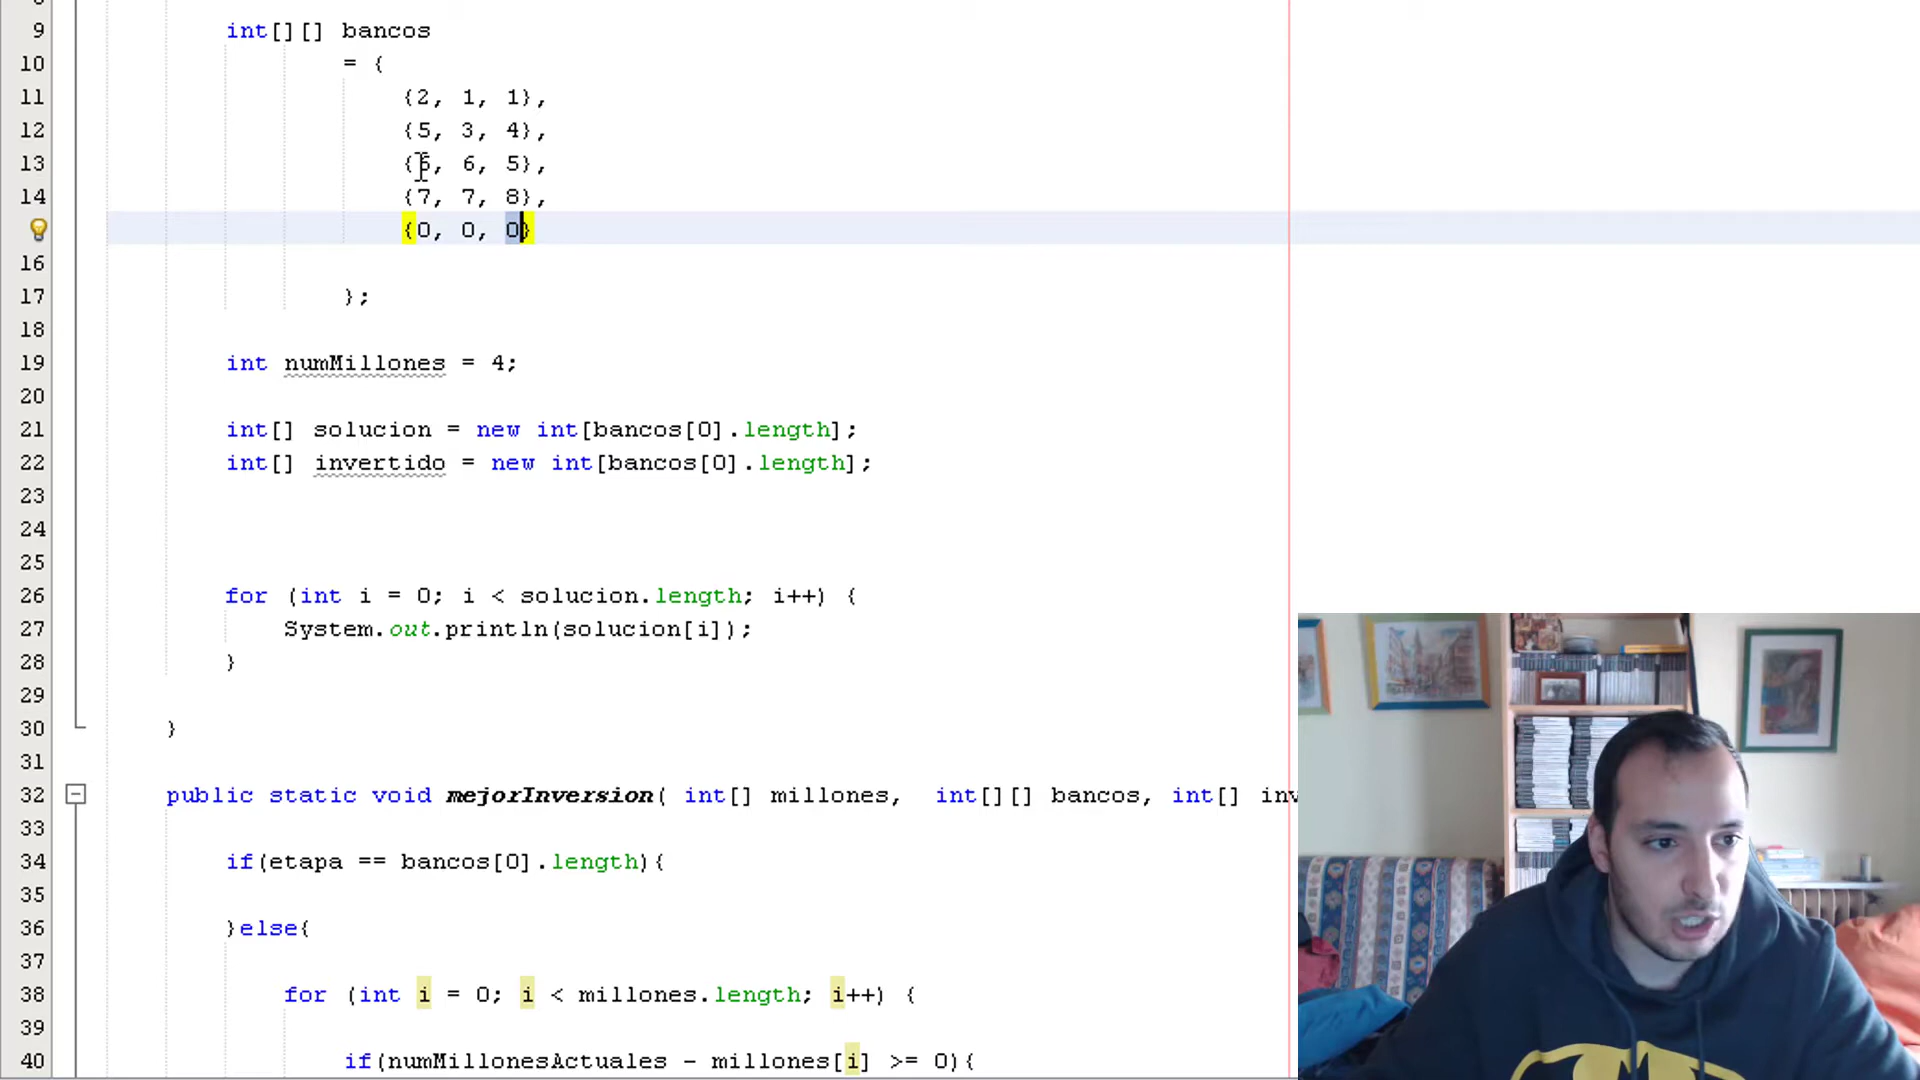 9 int[][] bancos
10 = {
11 {2, 1, 1},
12 {5, 3, 4},
13 {6, 6, 5},
14 {7, 7, 8},
{0, 0, 0}
16
17 };
18
19 int numMillones = 4;
20
21 int[] solucion = new int[bancos[0].length];
22 int[] invertido = new int[bancos[0].length];
23
24
25
26 for (int i = 0; i < solucion.length; i++) {
27 System.out.println(solucion[i]);
28 }
29
30 }
31
32 public static void mejorInversion( int[] millones, int[][] bancos, int[] inv
33
34 if(etapa == bancos[0].length){
35
36 }else{
37
38 for (int i = 0; i < millones.length; i++) {
39
40 if(numMillonesActuales - millones[i] >= 0){